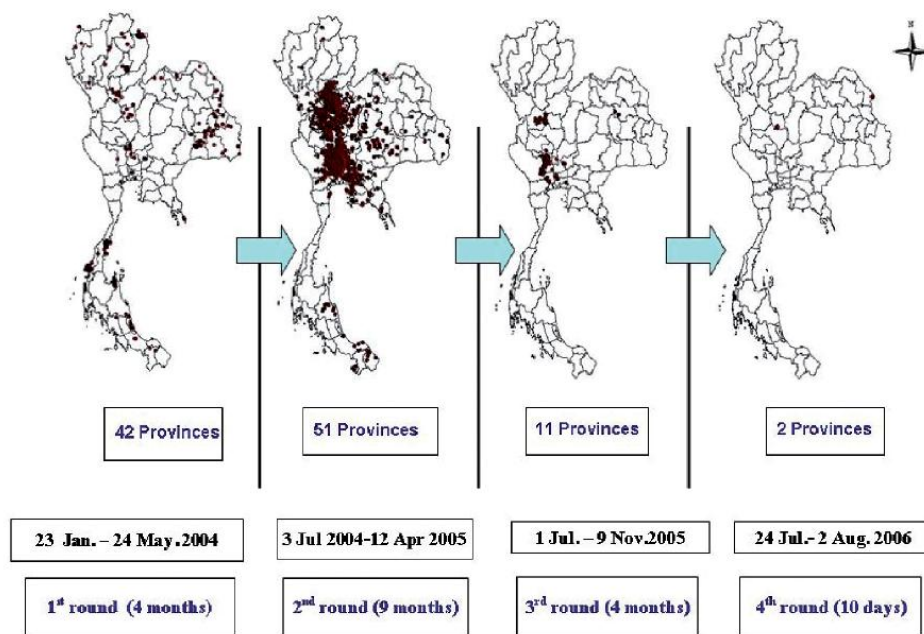 N
42 Provinces
51 Provinces
11 Provinces
2 Provinces
23 Jan. – 24 May .2004
3 Jul 2004-12 Apr 2005
1 Jul. – 9 Nov.2005
24 Jul.- 2 Aug. 2006
1st round (4 months)
2nd round (9 months)
3rd round (4 months)
4th round (10 days)